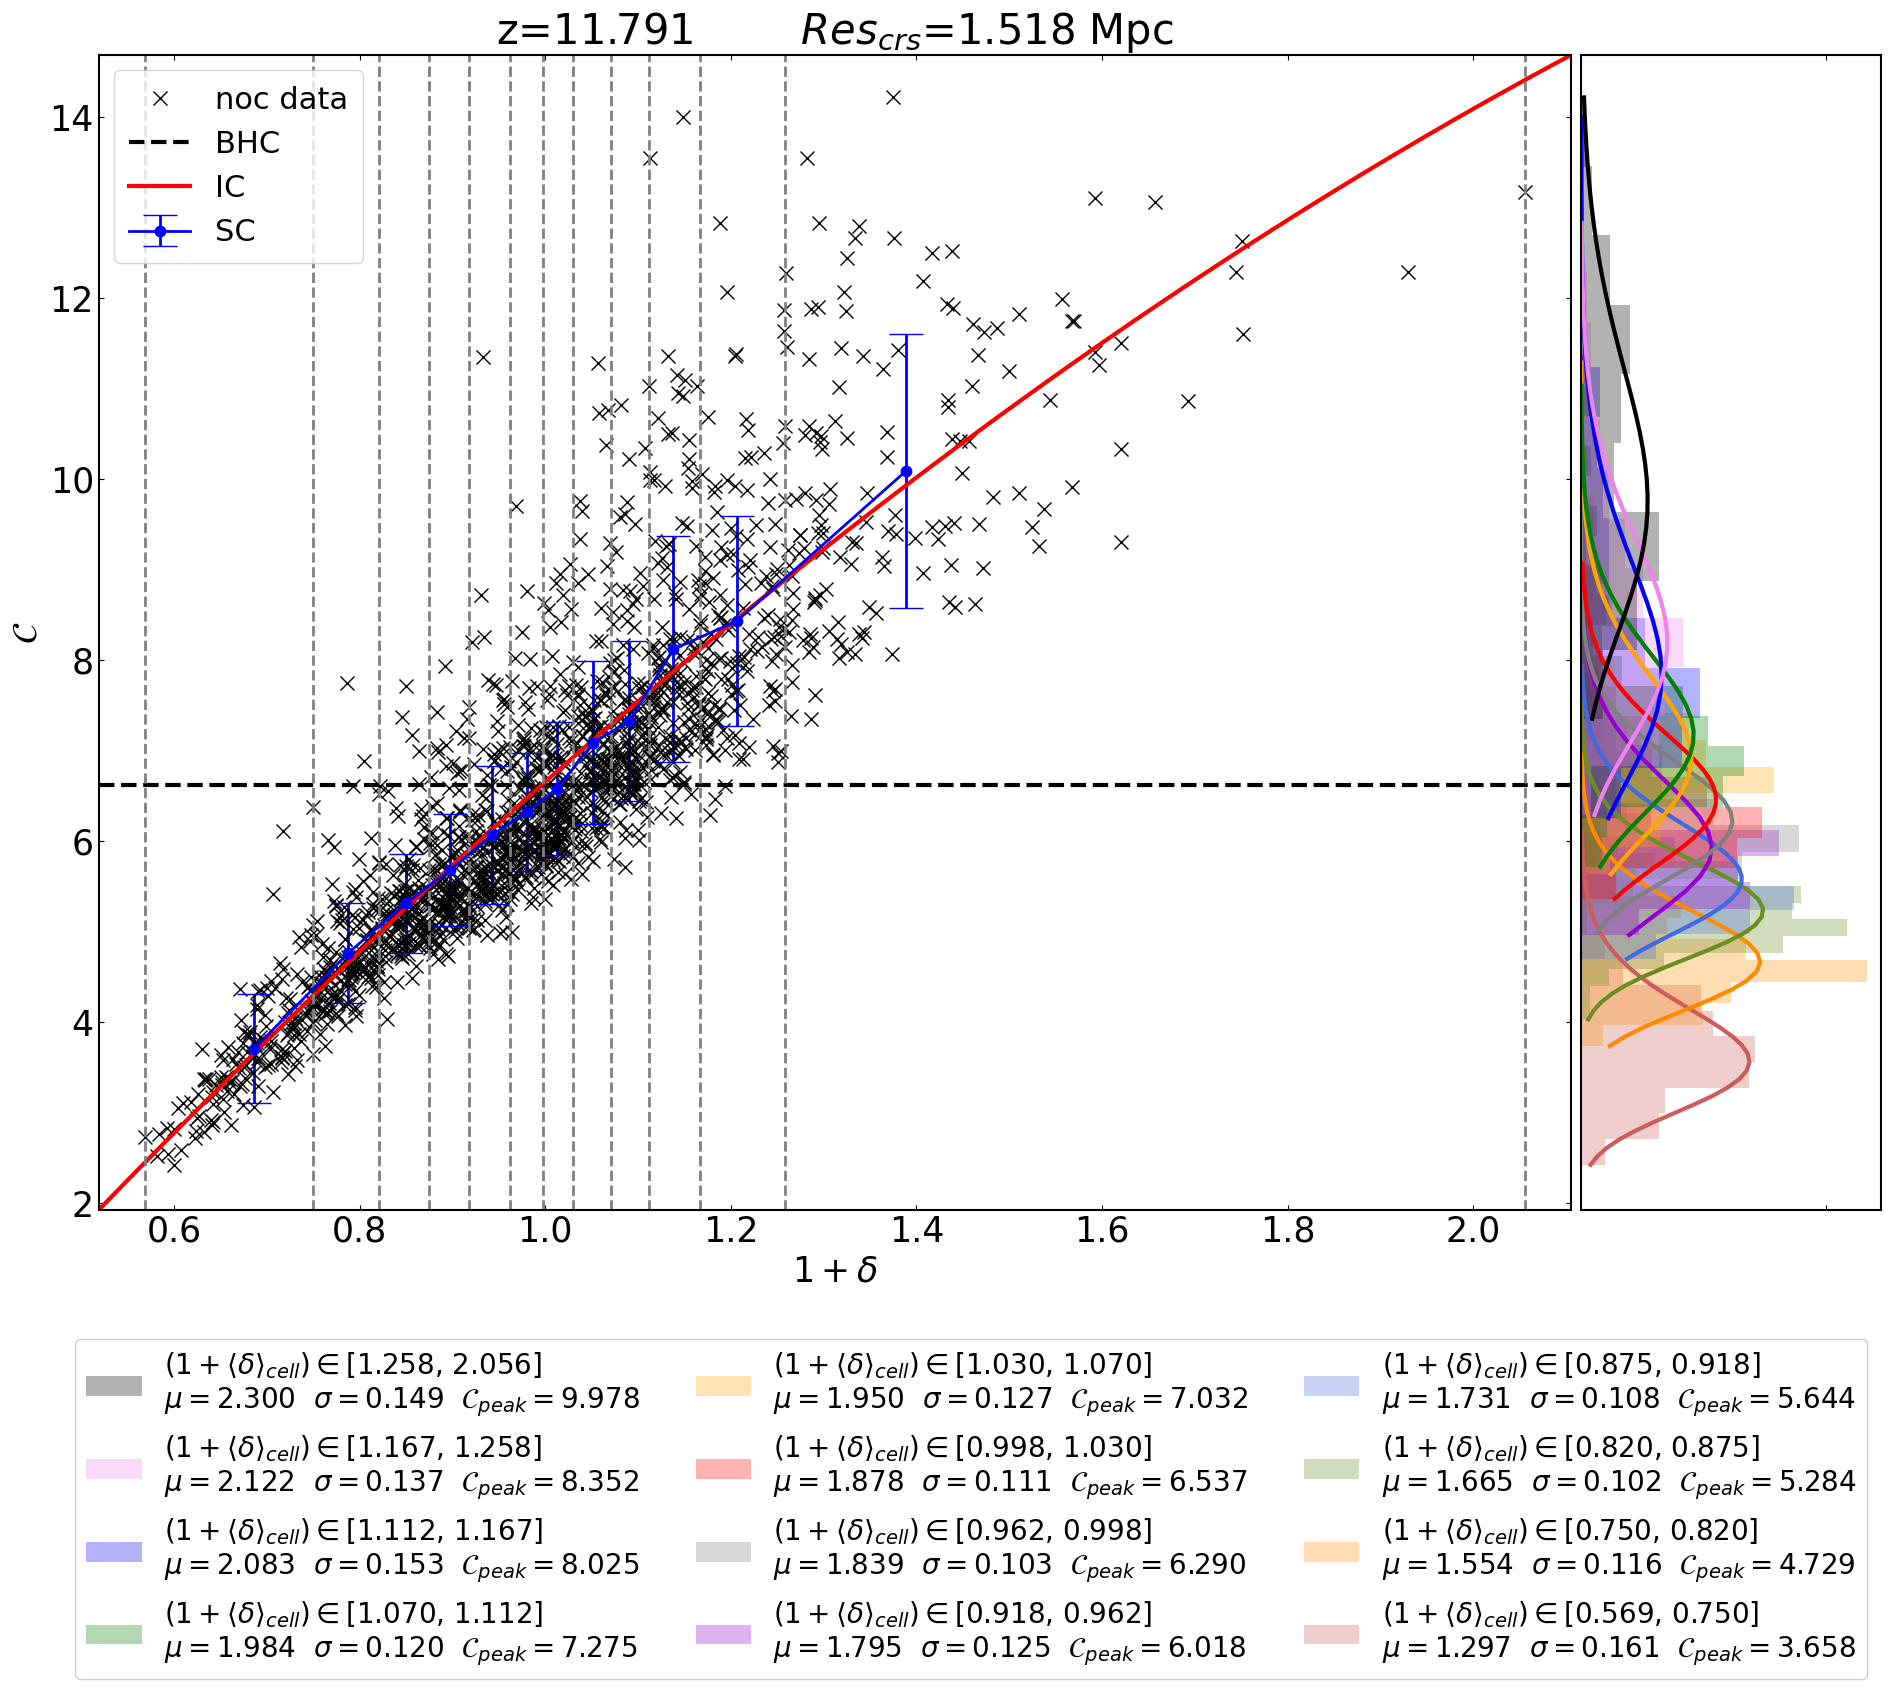 z=11.791 Res_crs=1.518 Mpc
noc data
BHC
IC
SC
14
12
10
8
6
4
2
𝒞
0.6 0.8 1.0 1.2 1.4 1.6 1.8 2.0
1 + δ
(1 + ⟨δ⟩_cell) ∈ [1.258, 2.056]
μ = 2.300 σ = 0.149 𝒞_peak = 9.978
(1 + ⟨δ⟩_cell) ∈ [1.167, 1.258]
μ = 2.122 σ = 0.137 𝒞_peak = 8.352
(1 + ⟨δ⟩_cell) ∈ [1.112, 1.167]
μ = 2.083 σ = 0.153 𝒞_peak = 8.025
(1 + ⟨δ⟩_cell) ∈ [1.070, 1.112]
μ = 1.984 σ = 0.120 𝒞_peak = 7.275
(1 + ⟨δ⟩_cell) ∈ [1.030, 1.070]
μ = 1.950 σ = 0.127 𝒞_peak = 7.032
(1 + ⟨δ⟩_cell) ∈ [0.998, 1.030]
μ = 1.878 σ = 0.111 𝒞_peak = 6.537
(1 + ⟨δ⟩_cell) ∈ [0.962, 0.998]
μ = 1.839 σ = 0.103 𝒞_peak = 6.290
(1 + ⟨δ⟩_cell) ∈ [0.918, 0.962]
μ = 1.795 σ = 0.125 𝒞_peak = 6.018
(1 + ⟨δ⟩_cell) ∈ [0.875, 0.918]
μ = 1.731 σ = 0.108 𝒞_peak = 5.644
(1 + ⟨δ⟩_cell) ∈ [0.820, 0.875]
μ = 1.665 σ = 0.102 𝒞_peak = 5.284
(1 + ⟨δ⟩_cell) ∈ [0.750, 0.820]
μ = 1.554 σ = 0.116 𝒞_peak = 4.729
(1 + ⟨δ⟩_cell) ∈ [0.569, 0.750]
μ = 1.297 σ = 0.161 𝒞_peak = 3.658